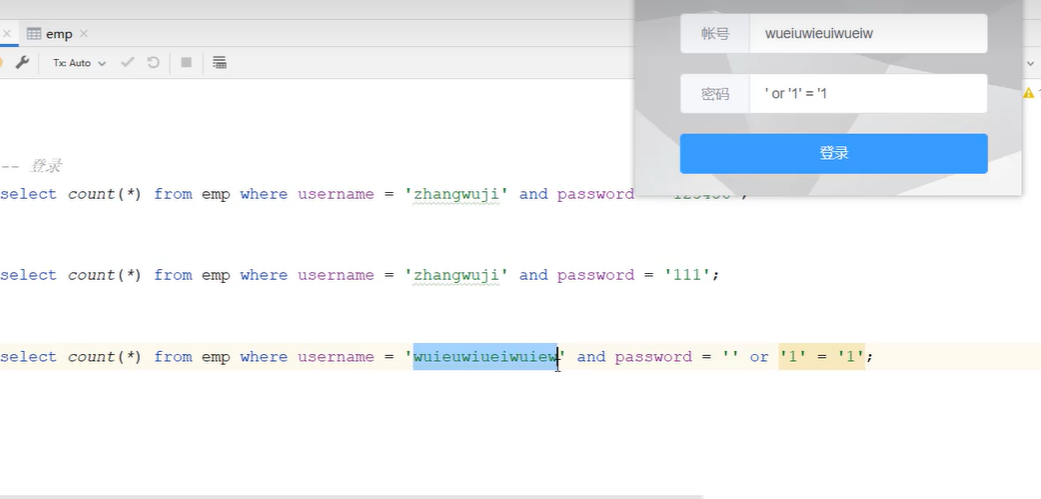 emp
帐号 wueiuwieuiwueiw
Tx: Auto
密码 ' or '1' = '1
登录
-- 登录
select count(*) from emp where username = 'zhangwuji' and password
select count(*) from emp where username = 'zhangwuji' and password = '111';
select count(*) from emp where username = 'wuieuwiueiwuiew' and password = '' or '1' = '1';